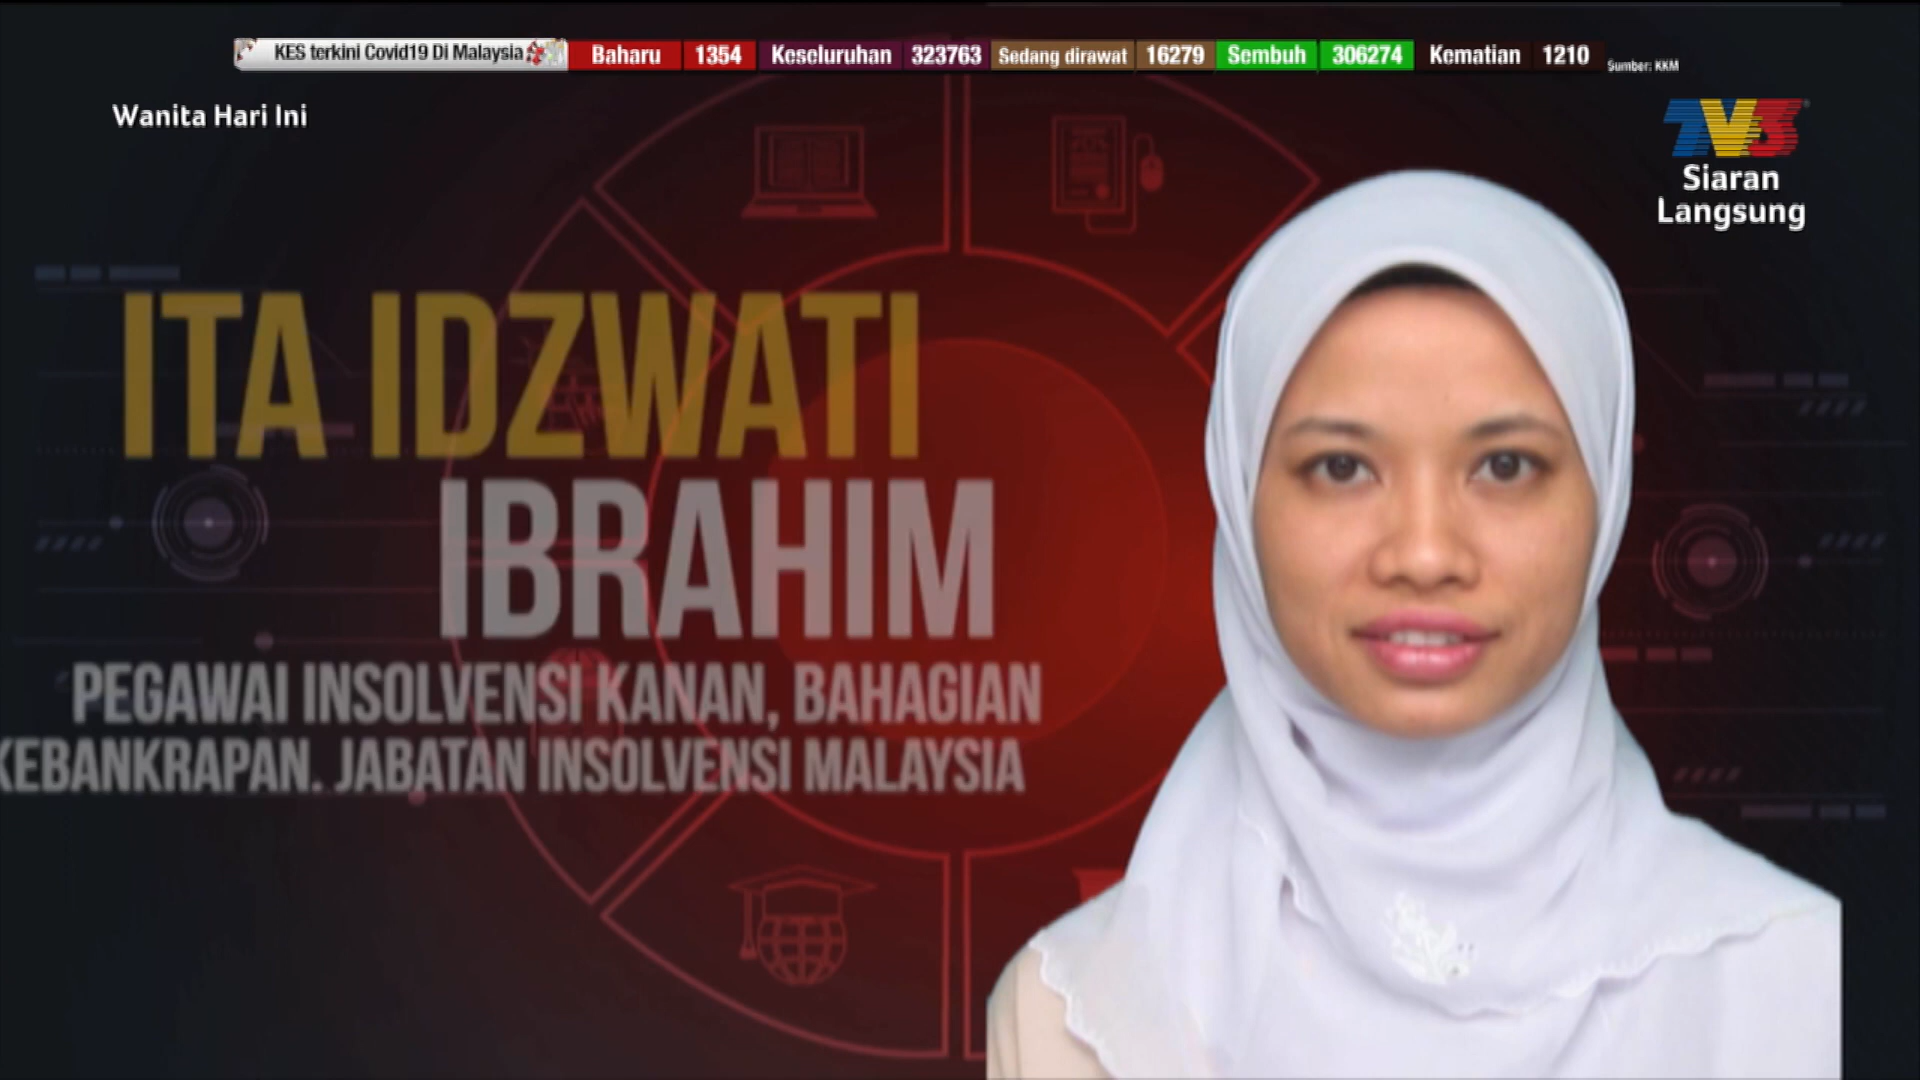 KES terkini Covid19 Di Malaysia Baharu 1354 Keseluruhan 323763 Sedang dirawat 16279 Sembuh 306274 Kematian 1210 Sumber: KKM
Wanita Hari Ini
TV3
Siaran
Langsung
ITA IDZWATI
IBRAHIM
PEGAWAI INSOLVENSI KANAN, BAHAGIAN
KEBANKRAPAN. JABATAN INSOLVENSI MALAYSIA